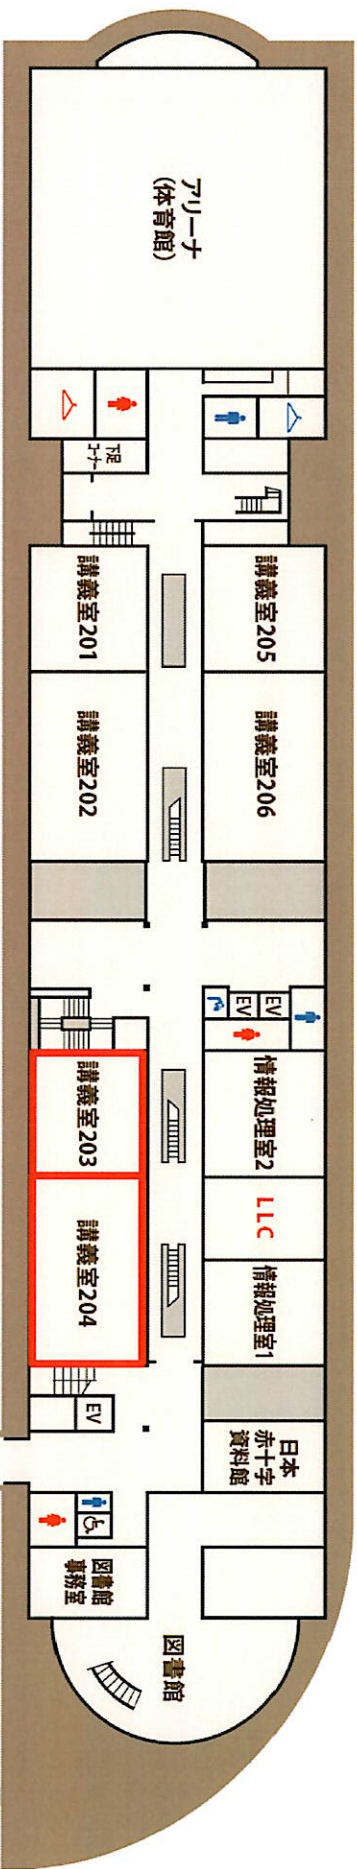 アリーナ
(体育館)
下足
コーナー
講義室201
講義室205
講義室202
講義室206
EV
EV
講義室203
情報処理室2
講義室204
LLC
情報処理室1
EV
日本
赤十字
資料館
図書館
事務室
図書館